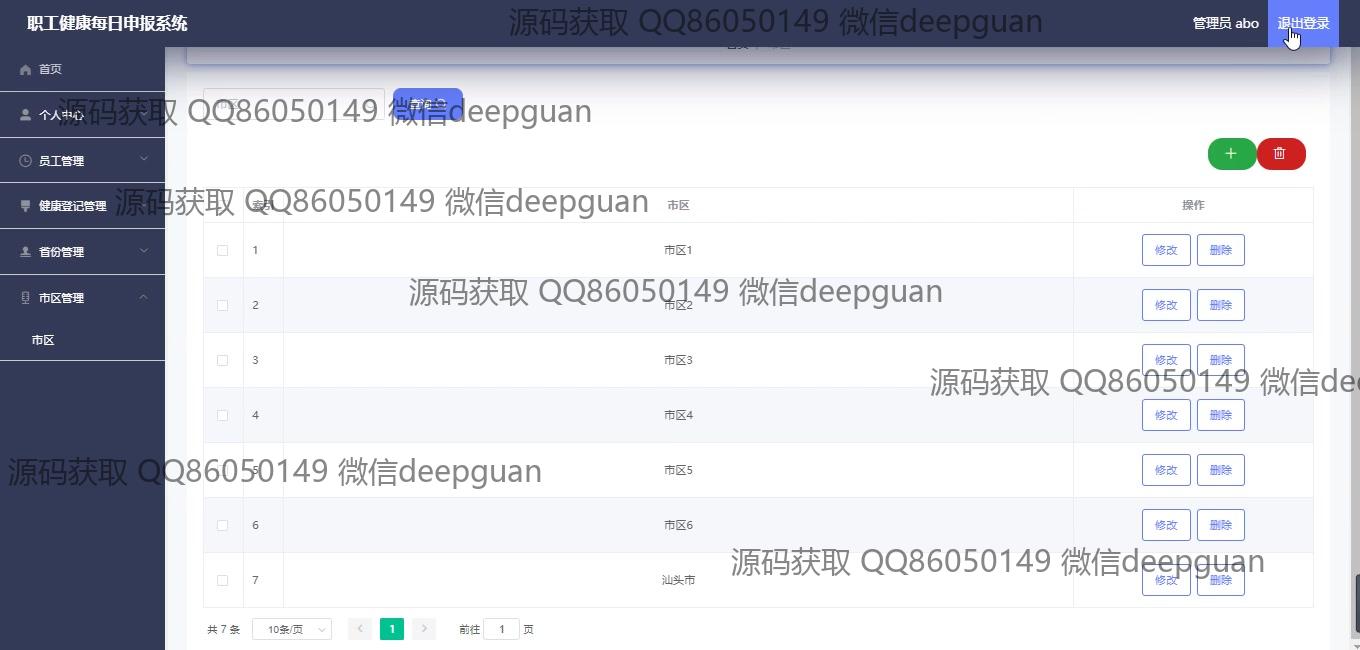 职工健康每日申报系统
源码获取 QQ86050149 微信deepguan
管理员 abo
退出登录
首页
个人中心
源码获取 QQ86050149 微信deepguan
员工管理
健康登记管理
源码获取 QQ86050149 微信deepguan
省份管理
市区管理
市区
索引 市区 操作
1 市区1 修改 删除
源码获取 QQ86050149 微信deepguan
2 市区2 修改 删除
3 市区3 修改 删除
源码获取 QQ86050149 微信dee
4 市区4 修改 删除
源码获取 QQ86050149 微信deepguan
5 市区5 修改 删除
6 市区6 修改 删除
源码获取 QQ86050149 微信deepguan
7 汕头市 修改 删除
共 7 条 10条/页 1 前往 1 页